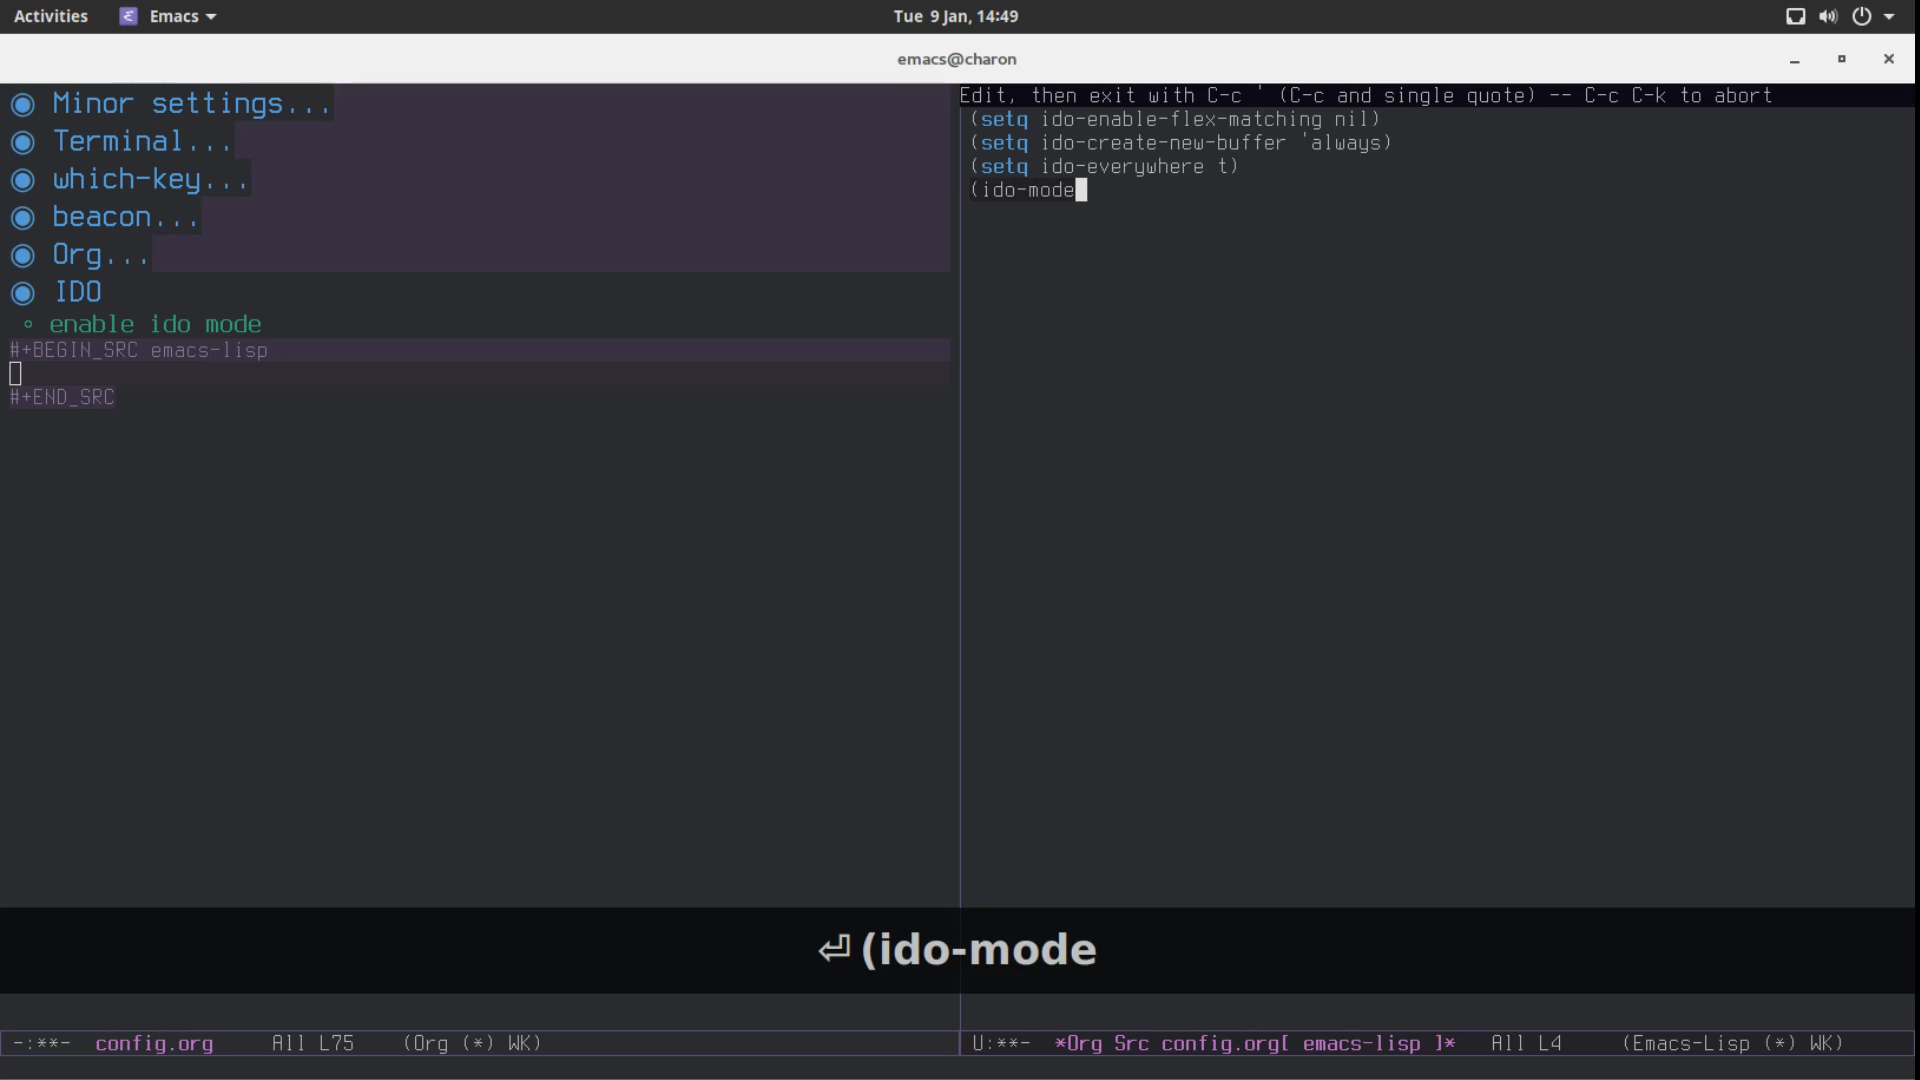 Activities Emacs Tue 9 Jan, 14:49
emacs@charon
Minor settings...
Terminal...
which-key...
beacon...
Org...
IDO
enable ido mode
#+BEGIN_SRC emacs-lisp
#+END_SRC
Edit, then exit with C-c ' (C-c and single quote) -- C-c C-k to abort
(setq ido-enable-flex-matching nil)
(setq ido-create-new-buffer 'always)
(setq ido-everywhere t)
(ido-mode
⏎ (ido-mode
-:**- config.org All L75 (Org (*) WK)
U:**- *Org Src config.org[ emacs-lisp ]* All L4 (Emacs-Lisp (*) WK)